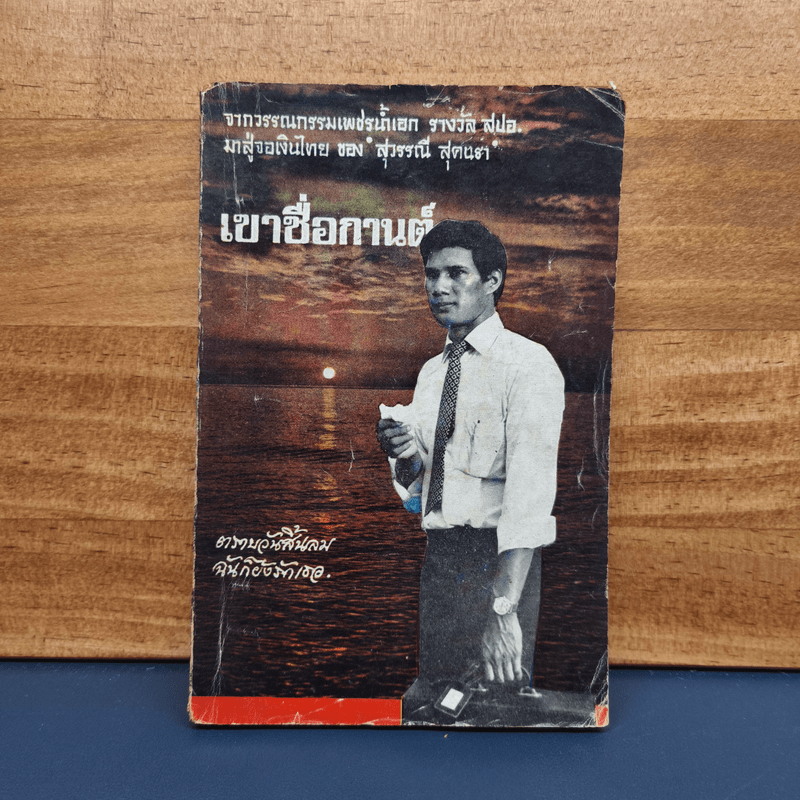 จากวรรณกรรมเพชรน้ำเอก รางวัล สปอ.
มาสู่จอเงินไทย ของ "สุวรรณี สุคนธา"
เขาชื่อกานต์
ตราบวันสิ้นลม
ฉันก็ยังรักเธอ.